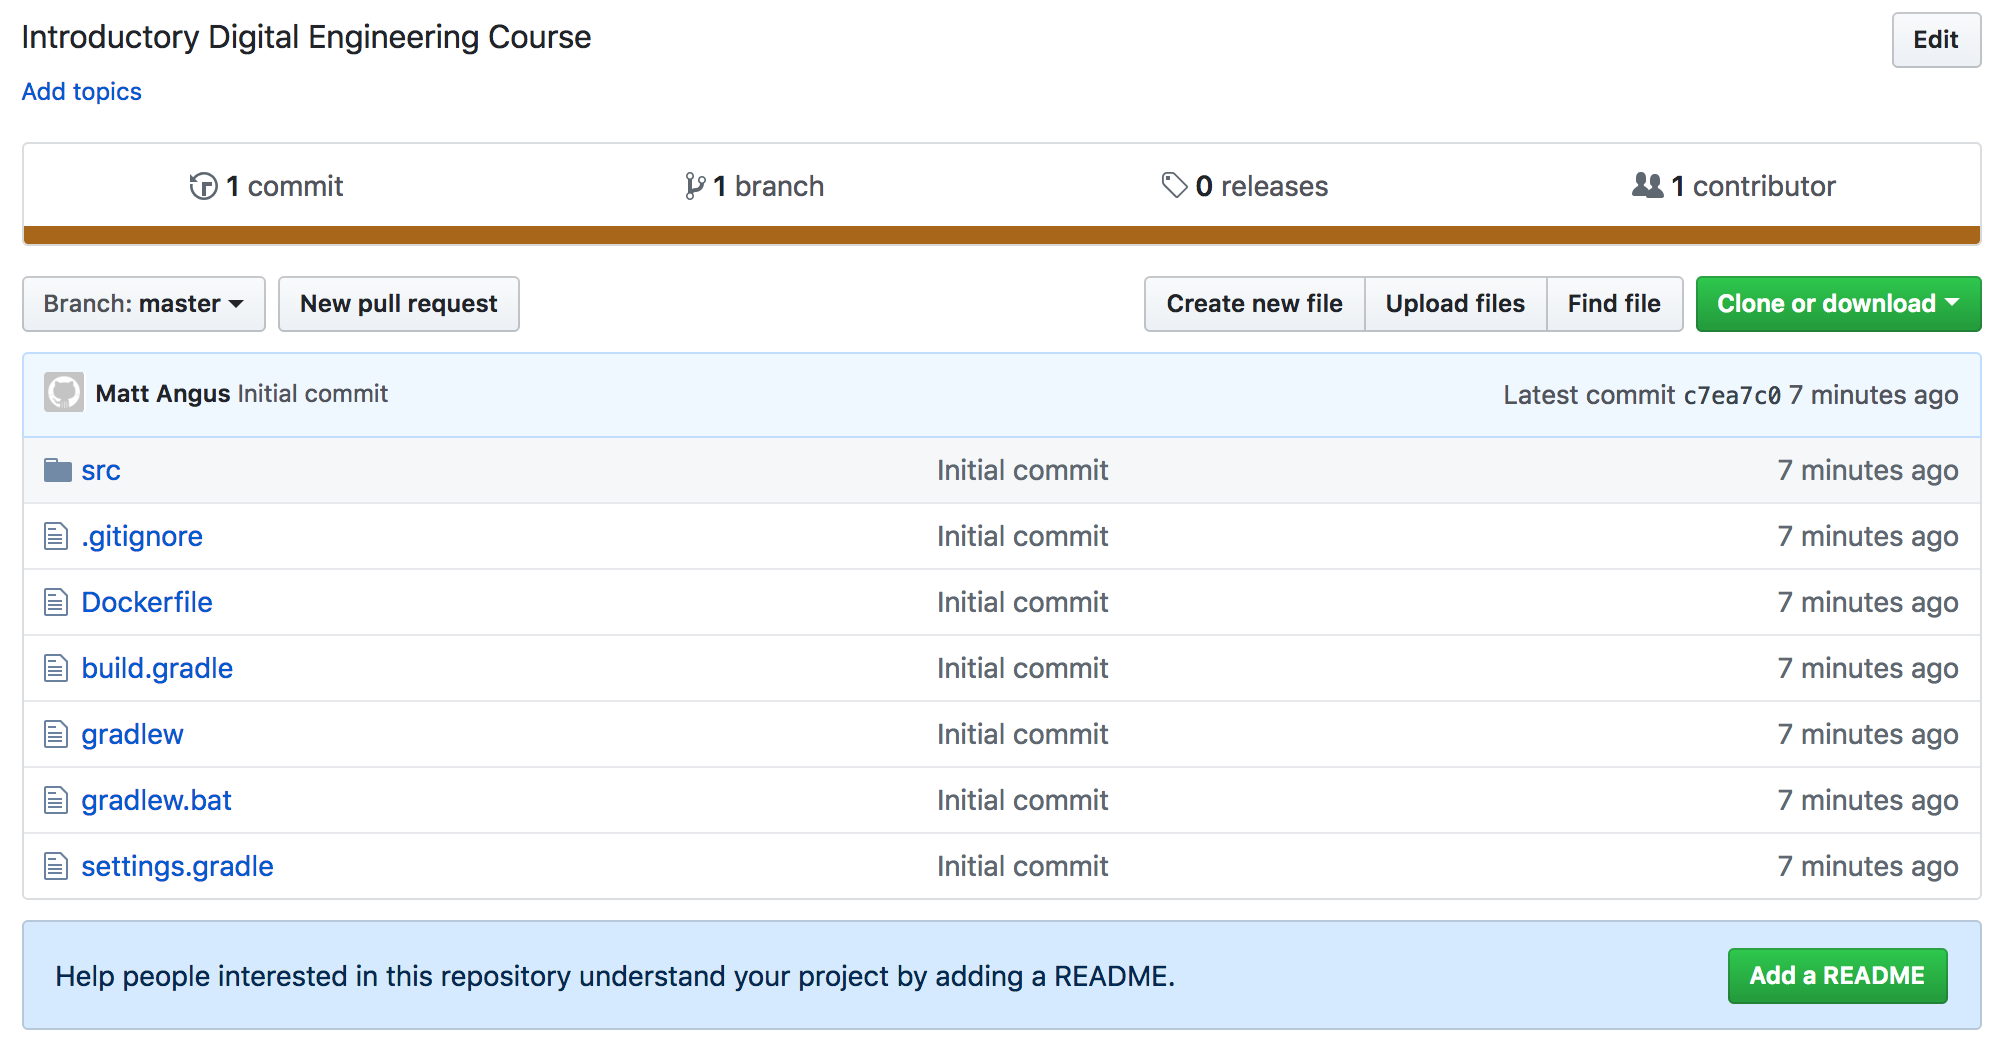 Introductory Digital Engineering Course
Edit
Add topics
1 commit
1 branch
0 releases
1 contributor
Branch: master
New pull request
Create new file
Upload files
Find file
Clone or download
Matt Angus Initial commit
Latest commit c7ea7c0 7 minutes ago
src Initial commit 7 minutes ago
.gitignore Initial commit 7 minutes ago
Dockerfile Initial commit 7 minutes ago
build.gradle Initial commit 7 minutes ago
gradlew Initial commit 7 minutes ago
gradlew.bat Initial commit 7 minutes ago
settings.gradle Initial commit 7 minutes ago
Help people interested in this repository understand your project by adding a README.
Add a README